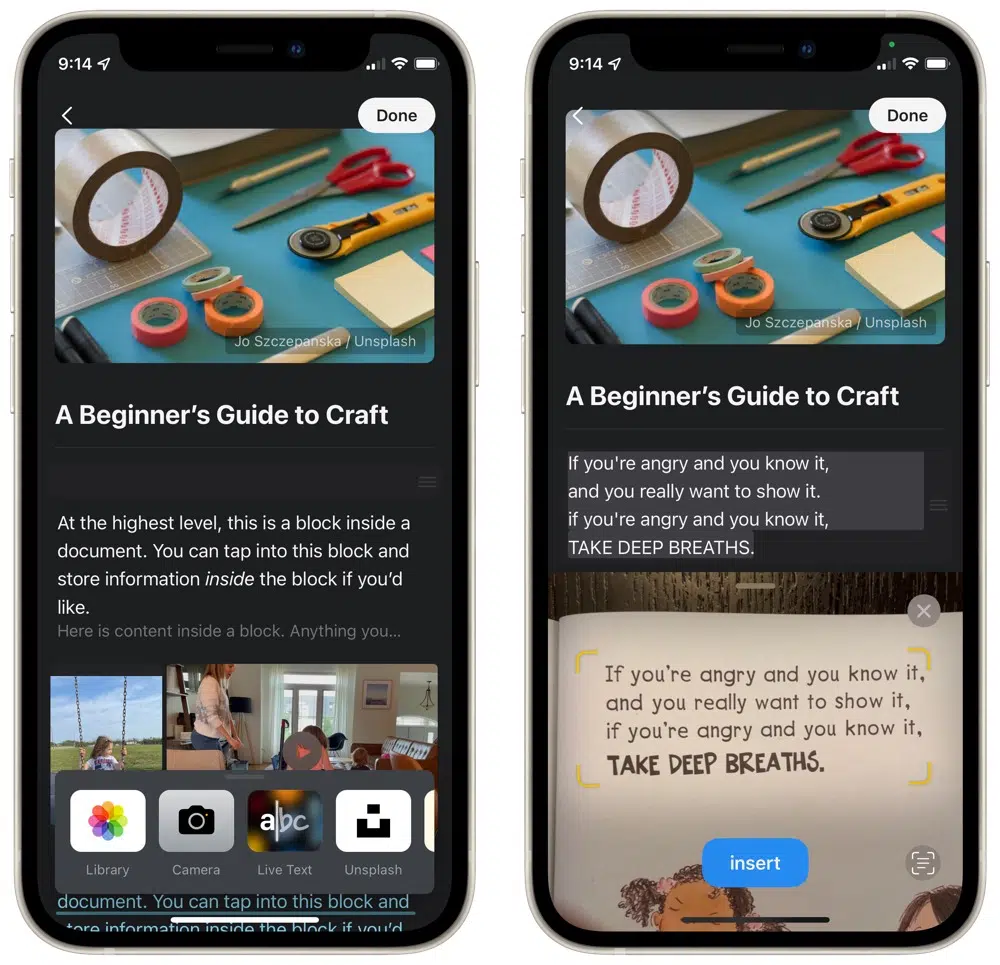 9:14
Done
Jo Szczepanska / Unsplash
A Beginner’s Guide to Craft
At the highest level, this is a block inside a
document. You can tap into this block and
store information inside the block if you’d
like.
Here is content inside a block. Anything you...
abc
Library
Camera
Live Text
Unsplash
document. You can tap into this block and
store information inside the block if you’d
9:14
Done
Jo Szczepanska / Unsplash
A Beginner’s Guide to Craft
If you're angry and you know it,
and you really want to show it.
if you're angry and you know it,
TAKE DEEP BREATHS.
If you’re angry and you know it,
and you really want to show it,
if you’re angry and you know it,
TAKE DEEP BREATHS.
insert